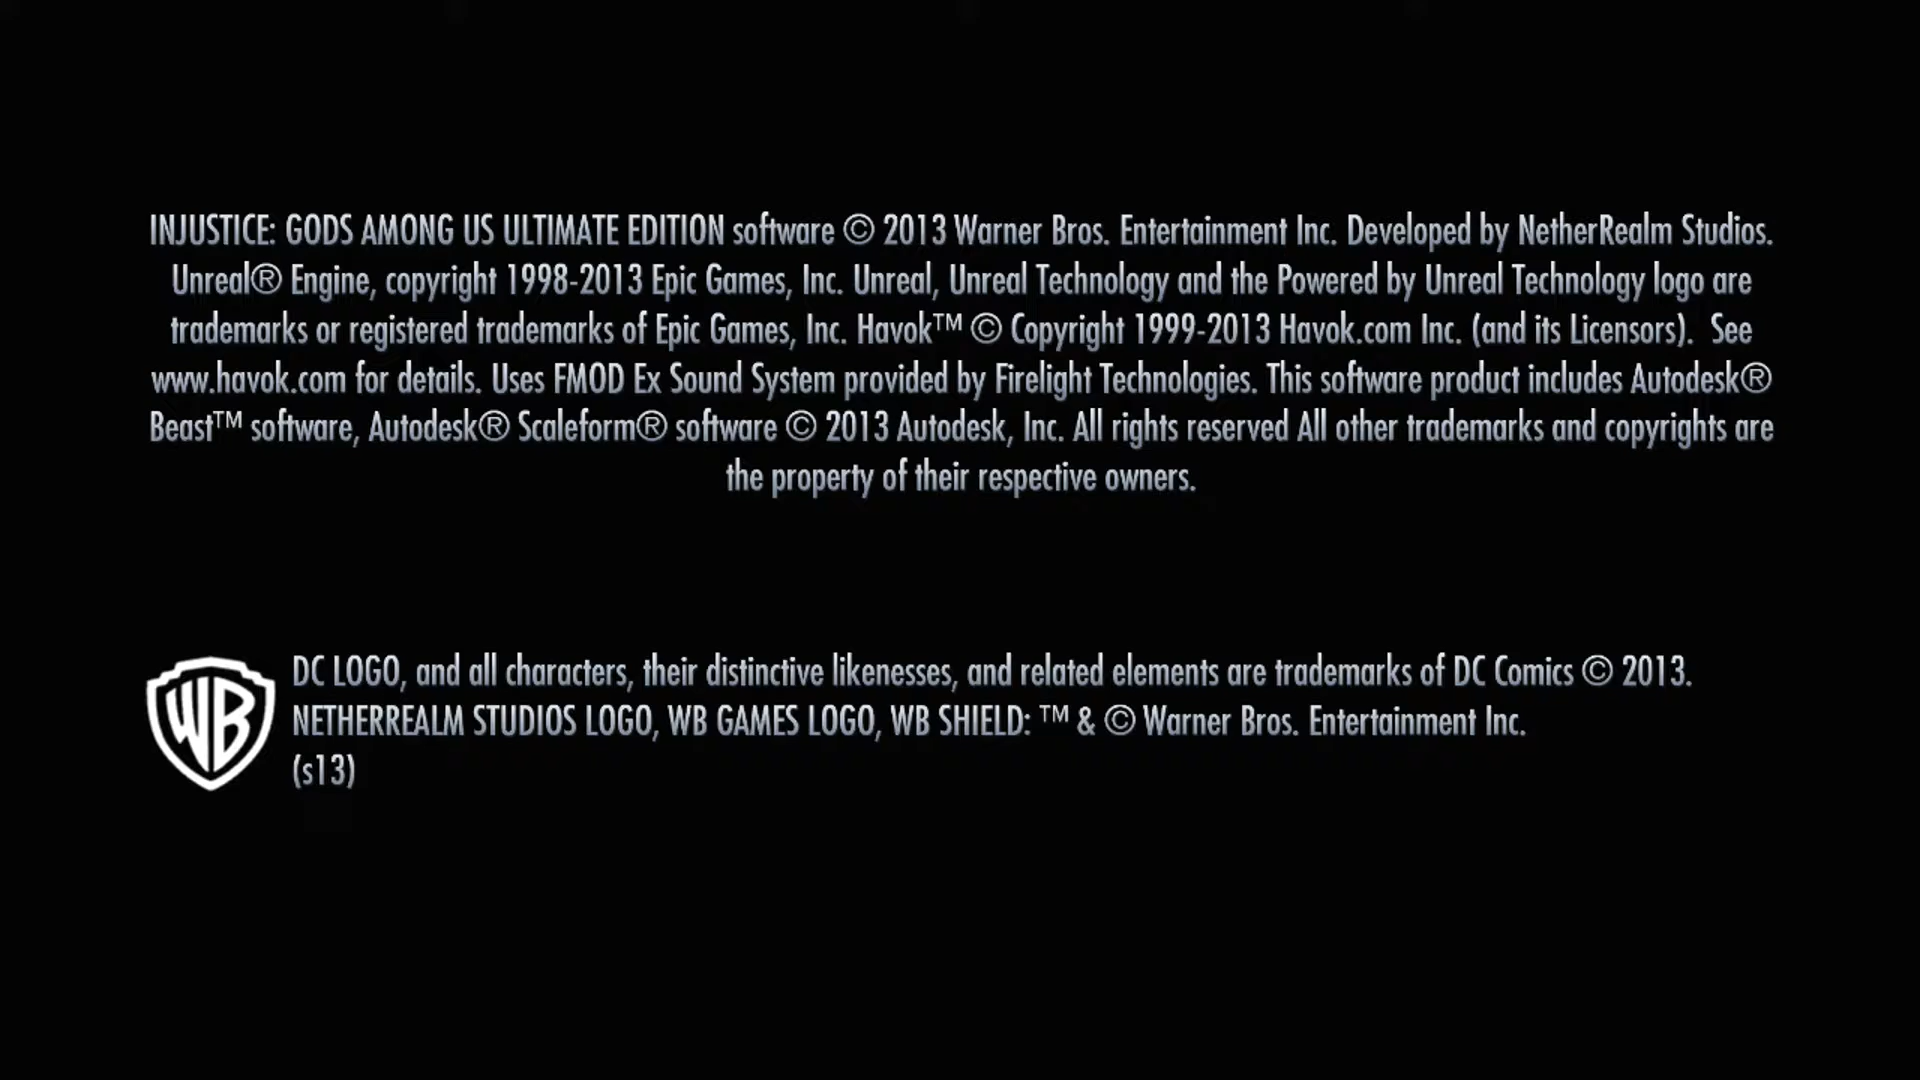 INJUSTICE: GODS AMONG US ULTIMATE EDITION software © 2013 Warner Bros. Entertainment Inc. Developed by NetherRealm Studios.
Unreal® Engine, copyright 1998-2013 Epic Games, Inc. Unreal, Unreal Technology and the Powered by Unreal Technology logo are
trademarks or registered trademarks of Epic Games, Inc. Havok™ © Copyright 1999-2013 Havok.com Inc. (and its Licensors).  See
www.havok.com for details. Uses FMOD Ex Sound System provided by Firelight Technologies. This software product includes Autodesk®
Beast™ software, Autodesk® Scaleform® software © 2013 Autodesk, Inc. All rights reserved All other trademarks and copyrights are
the property of their respective owners.
WB
DC LOGO, and all characters, their distinctive likenesses, and related elements are trademarks of DC Comics © 2013.
NETHERREALM STUDIOS LOGO, WB GAMES LOGO, WB SHIELD: ™ & © Warner Bros. Entertainment Inc.
(s13)